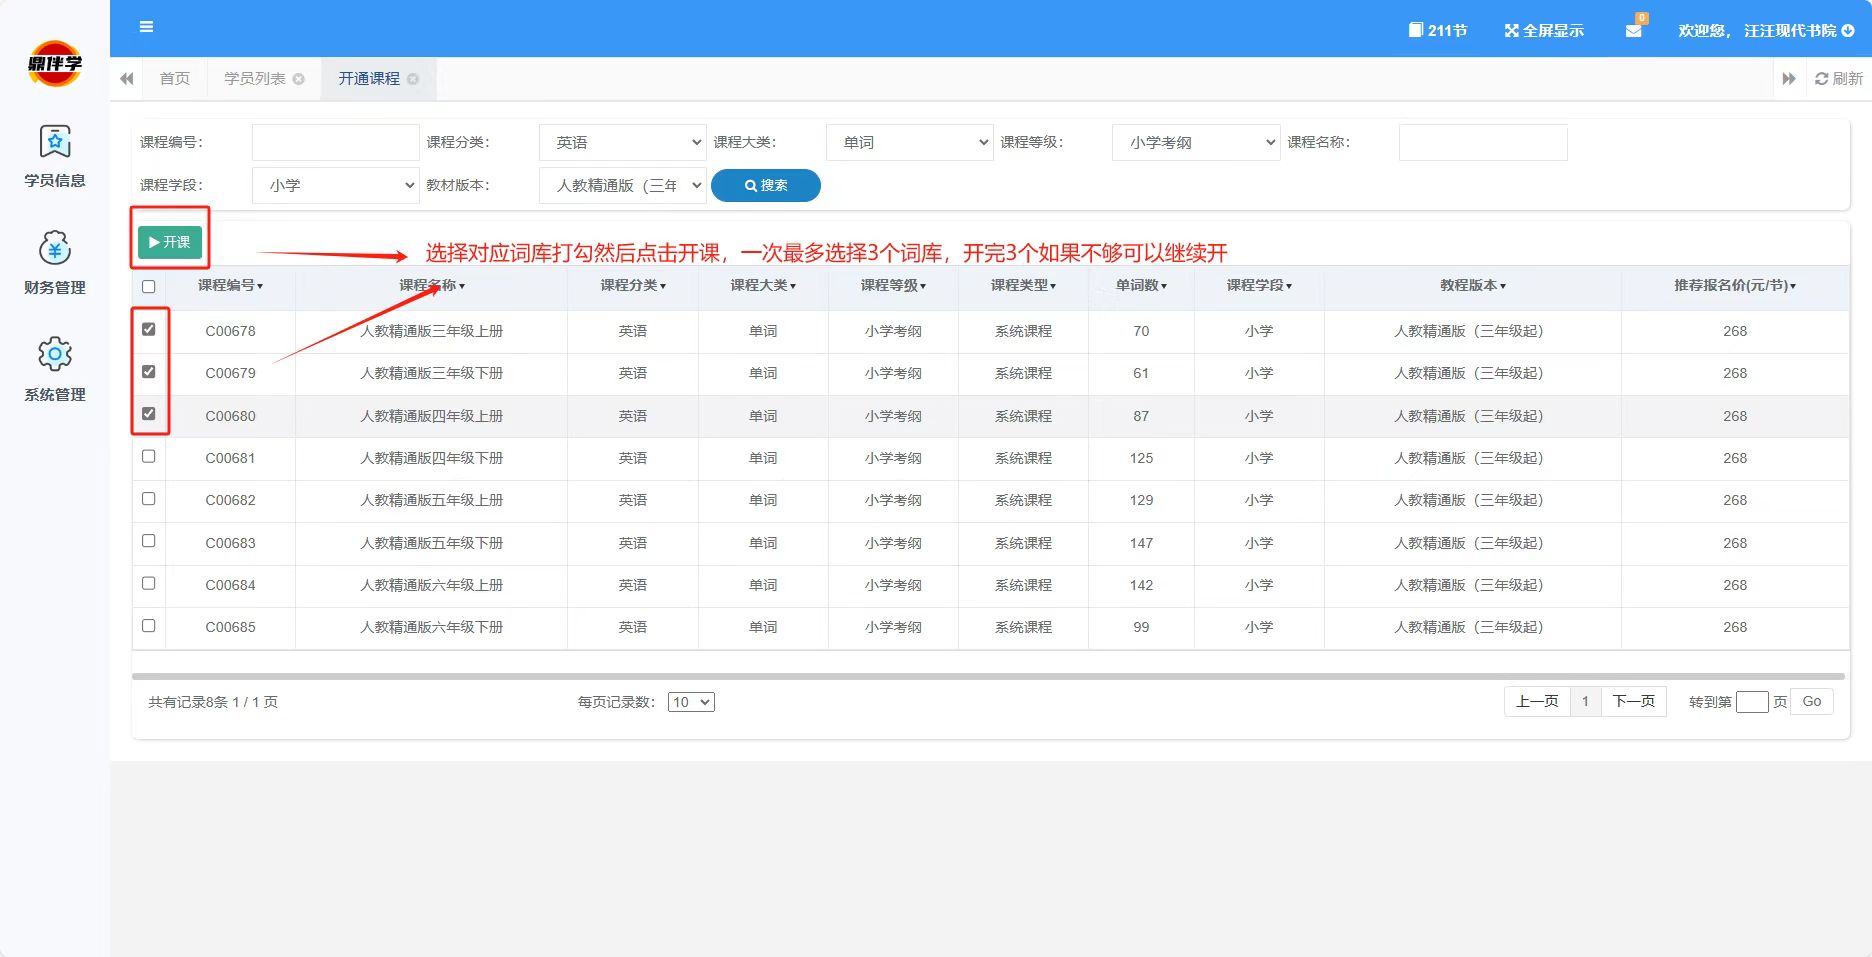 211节 全屏显示 0 欢迎您， 汪汪现代书院
鼎伴学
首页 学员列表 开通课程 刷新
学员信息
财务管理
系统管理
课程编号： 课程分类： 英语 课程大类： 单词 课程等级： 小学考纲 课程名称：
课程学段： 小学 教材版本： 人教精通版（三年 搜索
开课
选择对应词库打勾然后点击开课，一次最多选择3个词库，开完3个如果不够可以继续开
课程编号 课程名称 课程分类 课程大类 课程等级 课程类型 单词数 课程学段 教程版本 推荐报名价(元/节)
C00678 人教精通版三年级上册 英语 单词 小学考纲 系统课程 70 小学 人教精通版（三年级起） 268
C00679 人教精通版三年级下册 英语 单词 小学考纲 系统课程 61 小学 人教精通版（三年级起） 268
C00680 人教精通版四年级上册 英语 单词 小学考纲 系统课程 87 小学 人教精通版（三年级起） 268
C00681 人教精通版四年级下册 英语 单词 小学考纲 系统课程 125 小学 人教精通版（三年级起） 268
C00682 人教精通版五年级上册 英语 单词 小学考纲 系统课程 129 小学 人教精通版（三年级起） 268
C00683 人教精通版五年级下册 英语 单词 小学考纲 系统课程 147 小学 人教精通版（三年级起） 268
C00684 人教精通版六年级上册 英语 单词 小学考纲 系统课程 142 小学 人教精通版（三年级起） 268
C00685 人教精通版六年级下册 英语 单词 小学考纲 系统课程 99 小学 人教精通版（三年级起） 268
共有记录8条 1 / 1 页 每页记录数： 10 上一页 1 下一页 转到第 页 Go